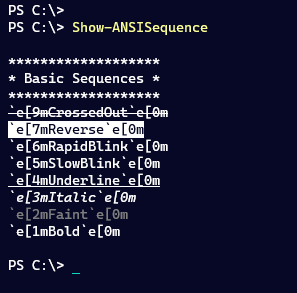 PS C:\>
PS C:\> Show-ANSISequence
*******************
* Basic Sequences *
*******************
`e[9mCrossedOut`e[0m
`e[7mReverse`e[0m
`e[6mRapidBlink`e[0m
`e[5mSlowBlink`e[0m
`e[4mUnderline`e[0m
`e[3mItalic`e[0m
`e[2mFaint`e[0m
`e[1mBold`e[0m
PS C:\> _